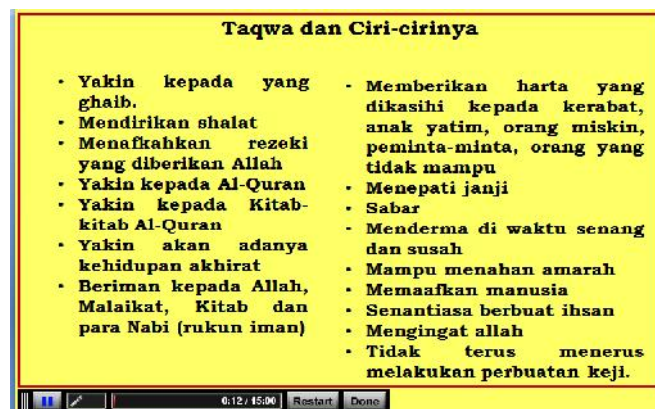 Taqwa dan Ciri-cirinya
• Yakin kepada yang
ghaib.
• Mendirikan shalat
• Menafkahkan rezeki
yang diberikan Allah
• Yakin kepada Al-Quran
• Yakin kepada Kitab-
kitab Al-Quran
• Yakin akan adanya
kehidupan akhirat
• Beriman kepada Allah,
Malaikat, Kitab dan
para Nabi (rukun iman)
• Memberikan harta yang
dikasihi kepada kerabat,
anak yatim, orang miskin,
peminta-minta, orang yang
tidak mampu
• Menepati janji
• Sabar
• Menderma di waktu senang
dan susah
• Mampu menahan amarah
• Memaafkan manusia
• Senantiasa berbuat ihsan
• Mengingat allah
• Tidak terus menerus
melakukan perbuatan keji.
0:12 / 15:00 Restart Done